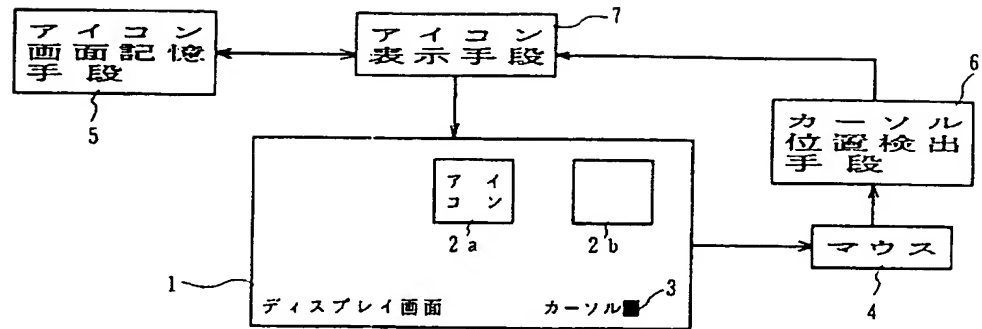 アイコン
画面記憶
手段
5
アイコン
表示手段
7
カーソル
位置検出
手段
6
アイ
コン
2a
2b
マウス
4
1
ディスプレイ画面
カーソル
3